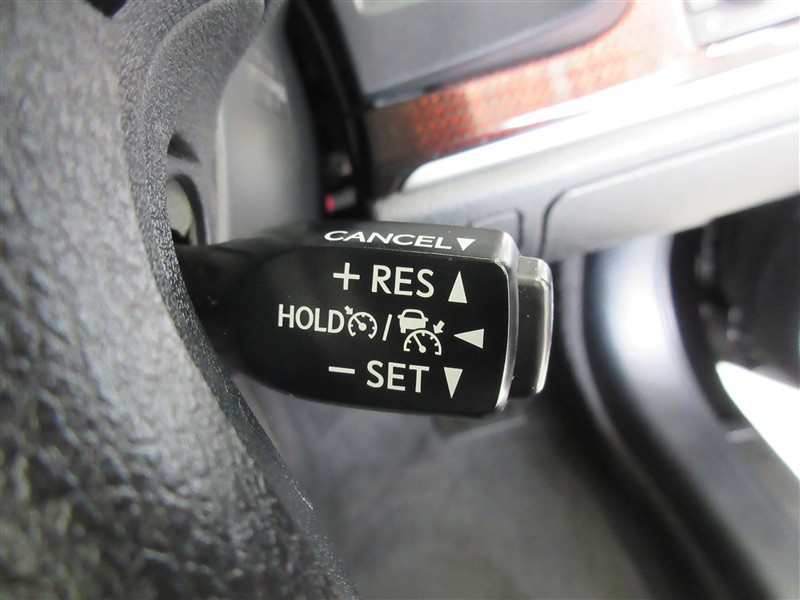 CANCEL▼
+ RES ▲
HOLD / ◀
− SET ▼